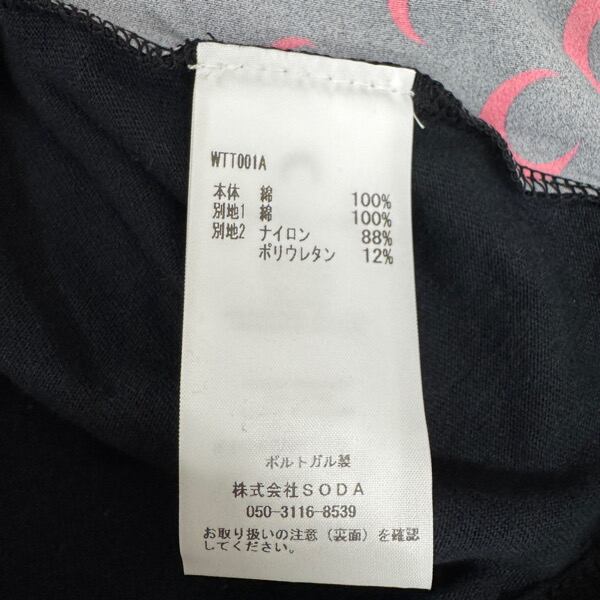 WTT001A
本体 綿 100%
別地1 綿 100%
別地2 ナイロン 88%
ポリウレタン 12%
ポルトガル製
株式会社SODA
050-3116-8539
お取り扱いの注意(裏面)を確認
してください。